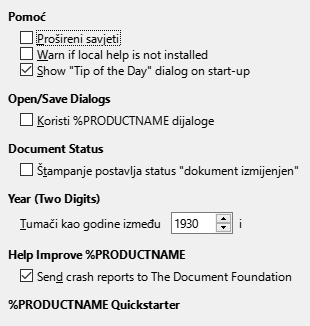 Pomoć
Prošireni savjeti
Warn if local help is not installed
Show "Tip of the Day" dialog on start-up
Open/Save Dialogs
Koristi %PRODUCTNAME dijaloge
Document Status
Štampanje postavlja status "dokument izmijenjen"
Year (Two Digits)
Tumači kao godine između 1930 i
Help Improve %PRODUCTNAME
Send crash reports to The Document Foundation
%PRODUCTNAME Quickstarter